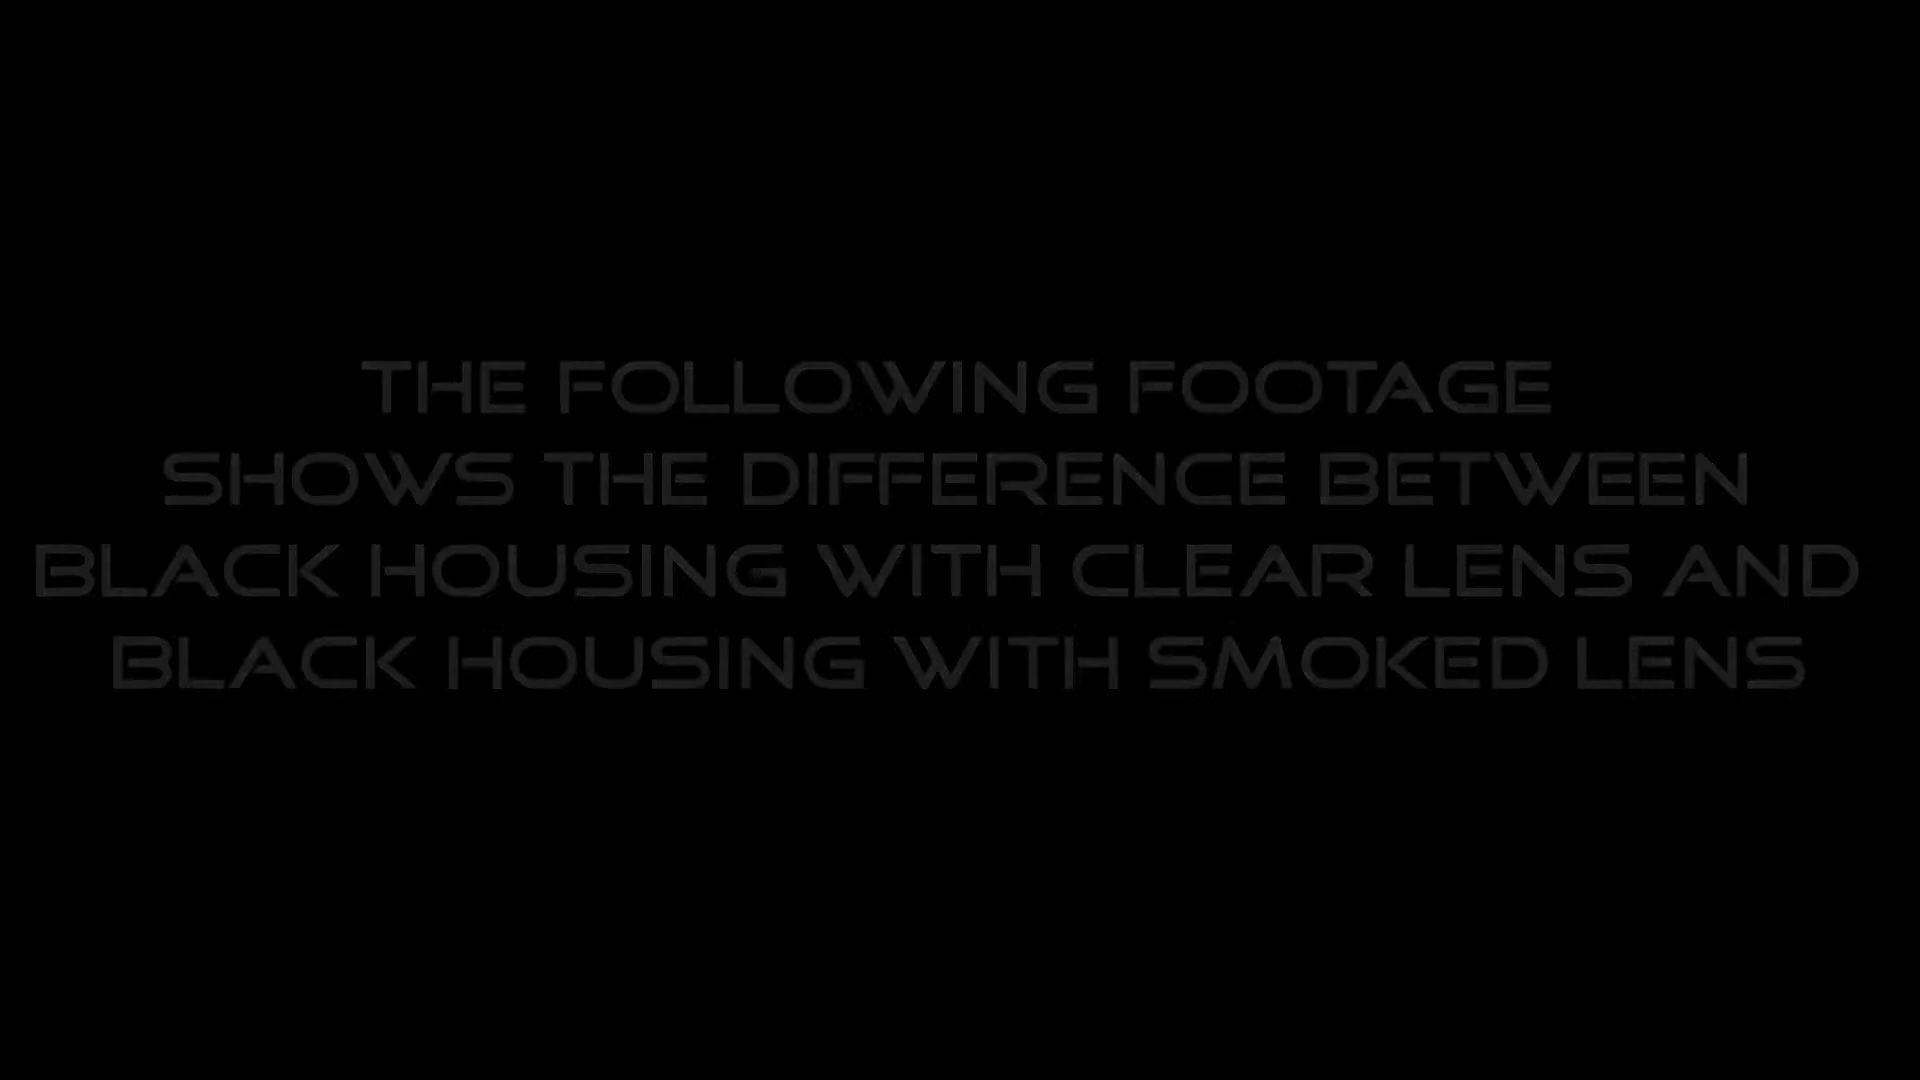 THE FOLLOWING FOOTAGE
SHOWS THE DIFFERENCE BETWEEN
BLACK HOUSING WITH CLEAR LENS AND
BLACK HOUSING WITH SMOKED LENS